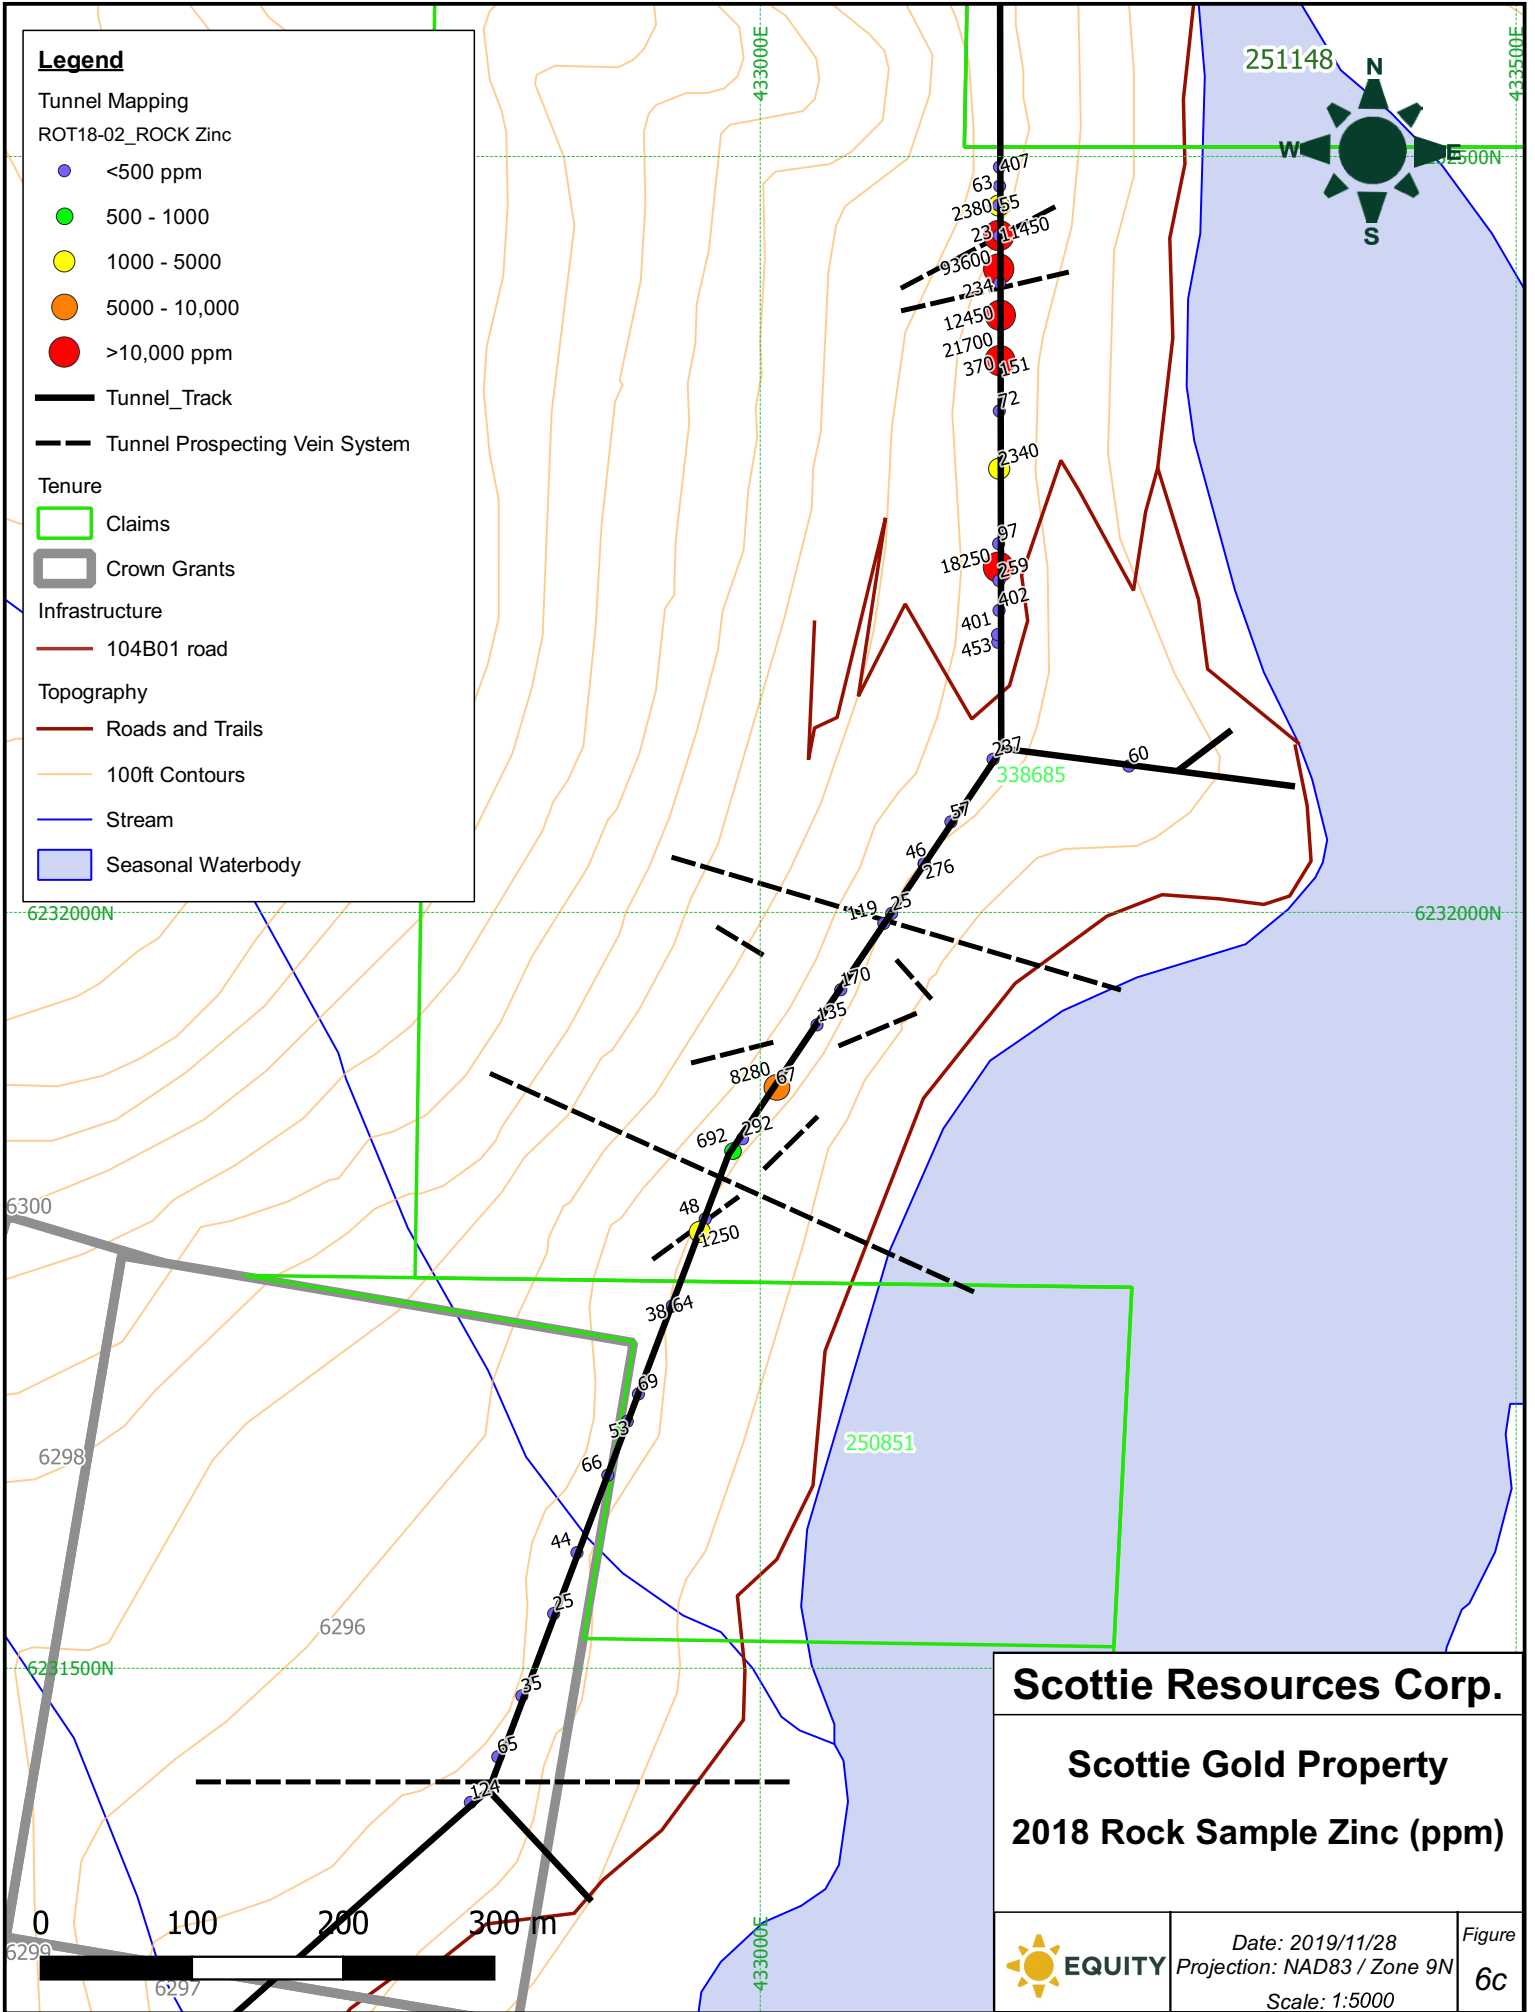 Legend
Tunnel Mapping
ROT18-02_ROCK Zinc
<500 ppm
500 - 1000
1000 - 5000
5000 - 10,000
>10,000 ppm
Tunnel_Track
Tunnel Prospecting Vein System
Tenure
Claims
Crown Grants
Infrastructure
104B01 road
Topography
Roads and Trails
100ft Contours
Stream
Seasonal Waterbody
433000E
433500E
251148
N
W
E
S
407
63
2380
55
23
11450
93600
234
12450
21700
370
151
72
2340
97
18250
259
402
401
453
237
60
338685
57
46
276
6232000N
119
25
6232000N
170
135
8280
67
692
292
48
1250
6300
38
64
69
53
250851
6298
66
44
25
6296
6231500N
35
65
124
0
100
200
300 m
6299
6297
433000E
Scottie Resources Corp.
Scottie Gold Property
2018 Rock Sample Zinc (ppm)
EQUITY
Date: 2019/11/28
Projection: NAD83 / Zone 9N
Scale: 1:5000
Figure
6c